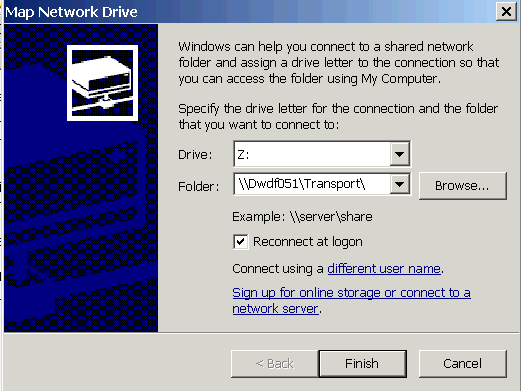 Map Network Drive
Windows can help you connect to a shared network
folder and assign a drive letter to the connection so that
you can access the folder using My Computer.
Specify the drive letter for the connection and the folder
that you want to connect to:
Drive: Z:
Folder: \\Dwdf051\Transport\ Browse...
Example: \\server\share
Reconnect at logon
Connect using a different user name.
Sign up for online storage or connect to a
network server.
< Back Finish Cancel